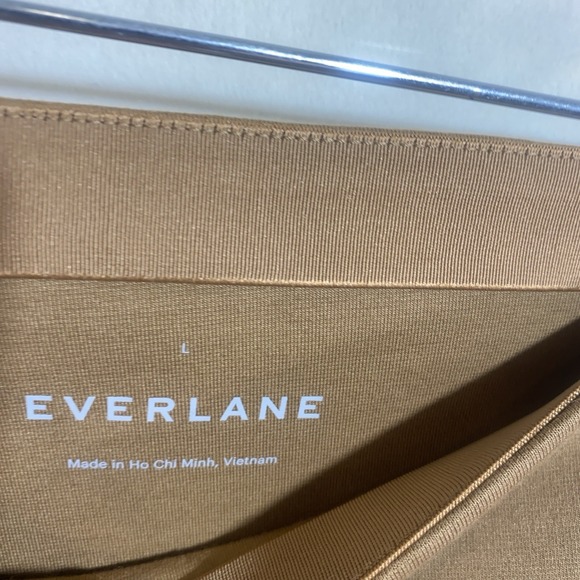 L
EVERLANE
Made in Ho Chi Minh, Vietnam